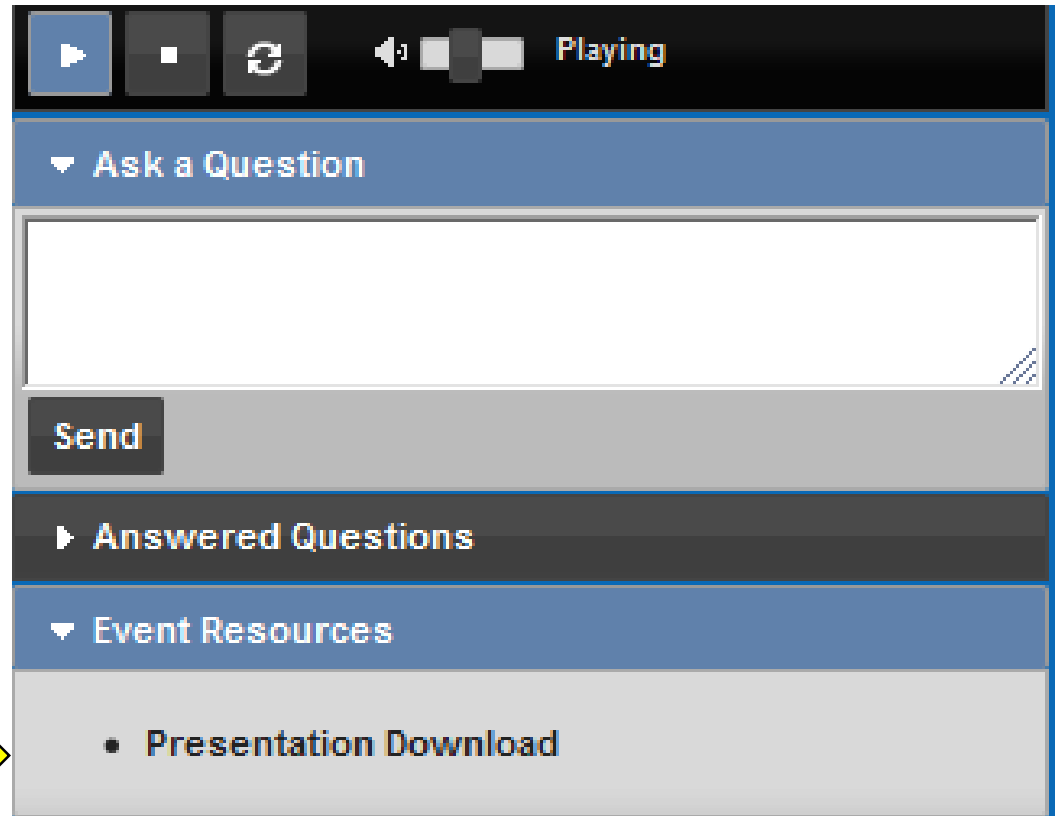 Playing
Ask a Question
Send
Answered Questions
Event Resources
• Presentation Download